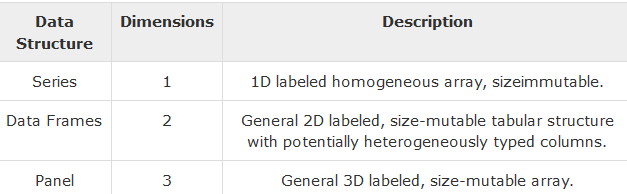 Data Structure Dimensions Description
Series 1 1D labeled homogeneous array, sizeimmutable.
Data Frames 2 General 2D labeled, size-mutable tabular structure
with potentially heterogeneously typed columns.
Panel 3 General 3D labeled, size-mutable array.